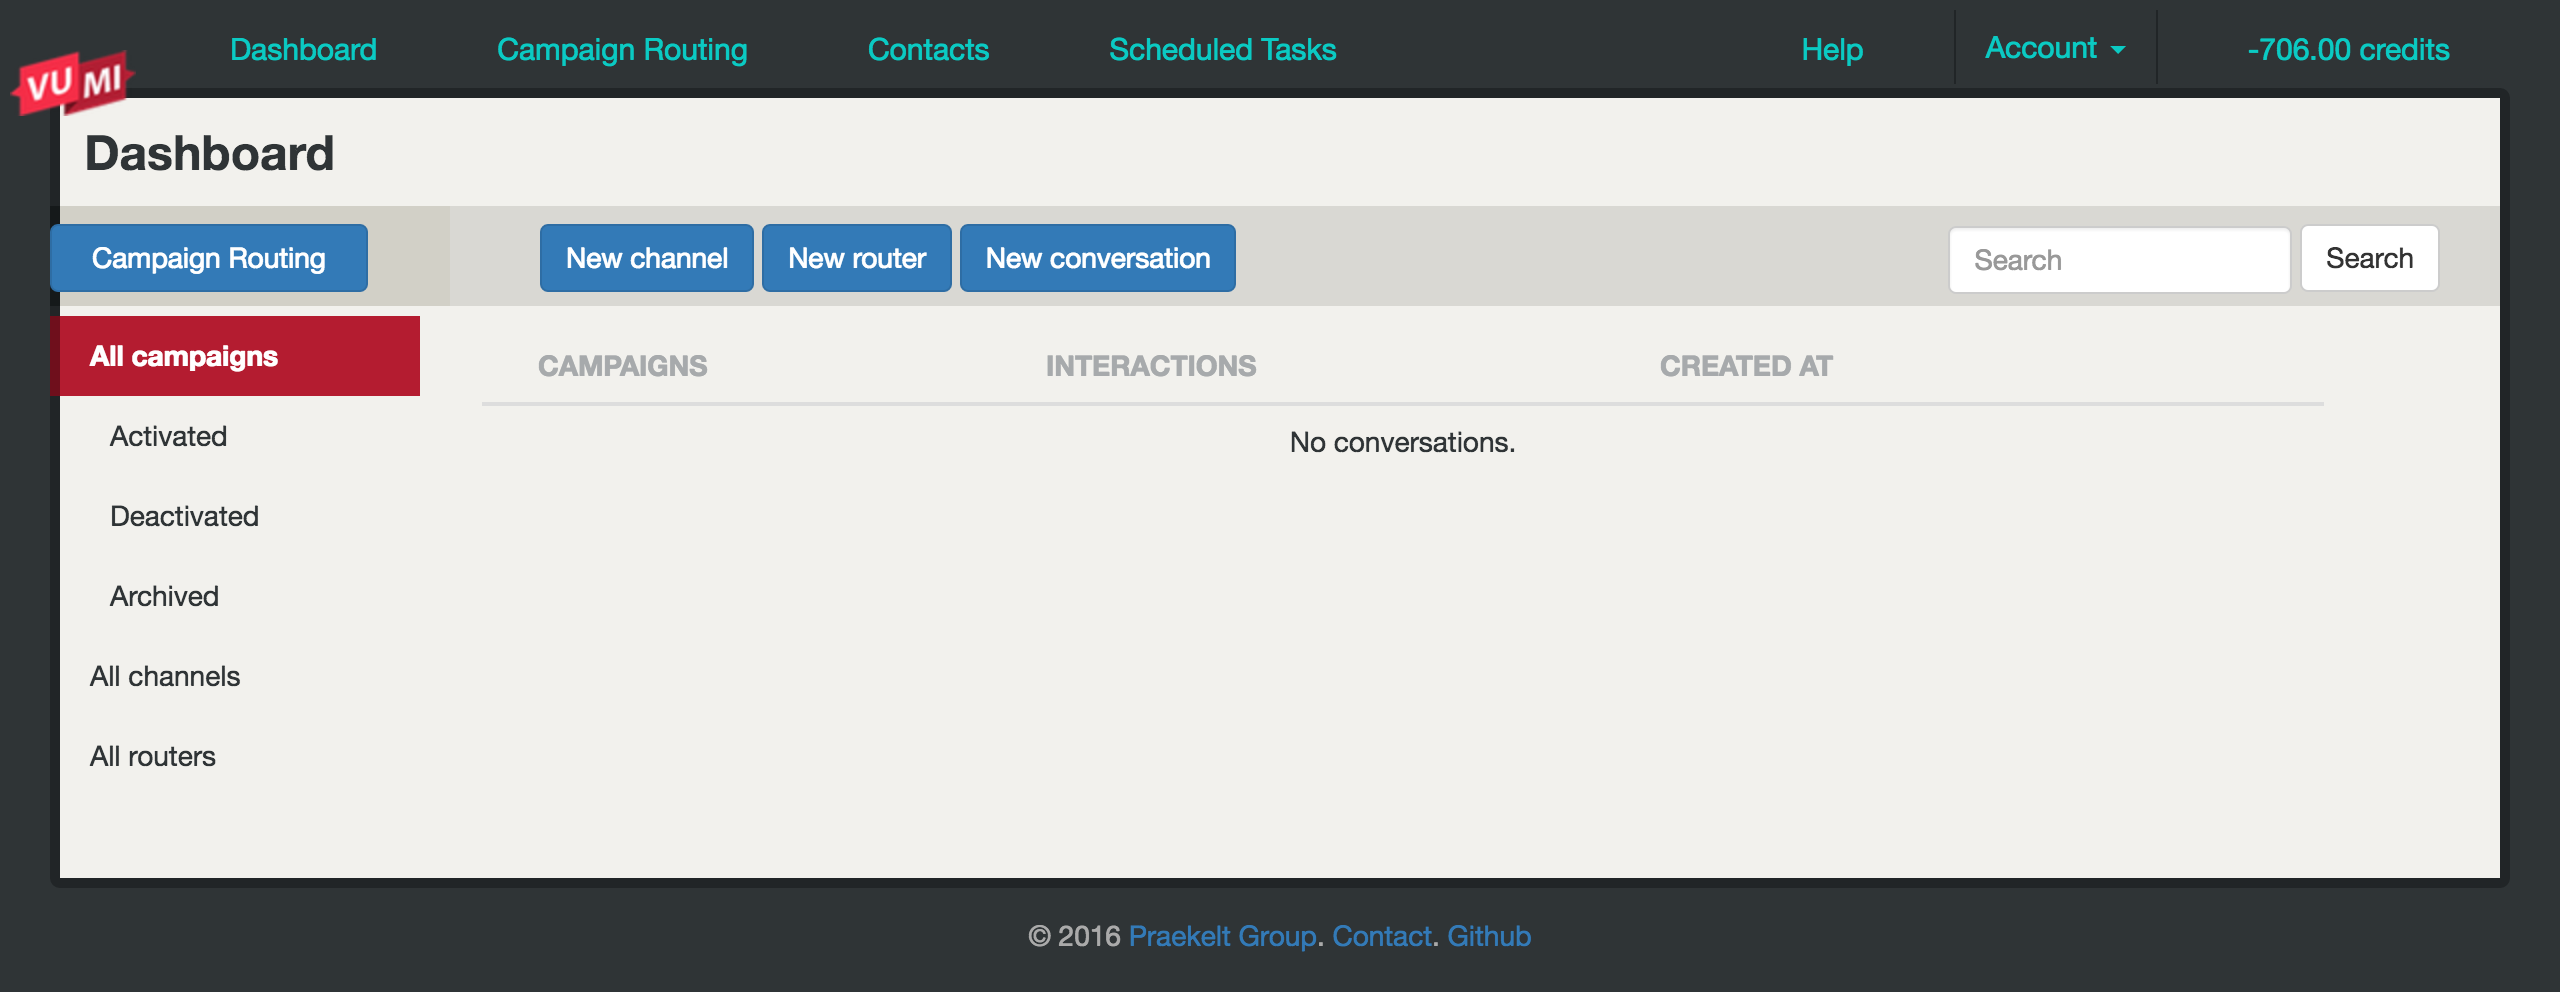 VUMI
Dashboard Campaign Routing Contacts Scheduled Tasks Help Account -706.00 credits
Dashboard
Campaign Routing New channel New router New conversation Search Search
All campaigns
CAMPAIGNS INTERACTIONS CREATED AT
Activated
No conversations.
Deactivated
Archived
All channels
All routers
© 2016 Praekelt Group. Contact. Github